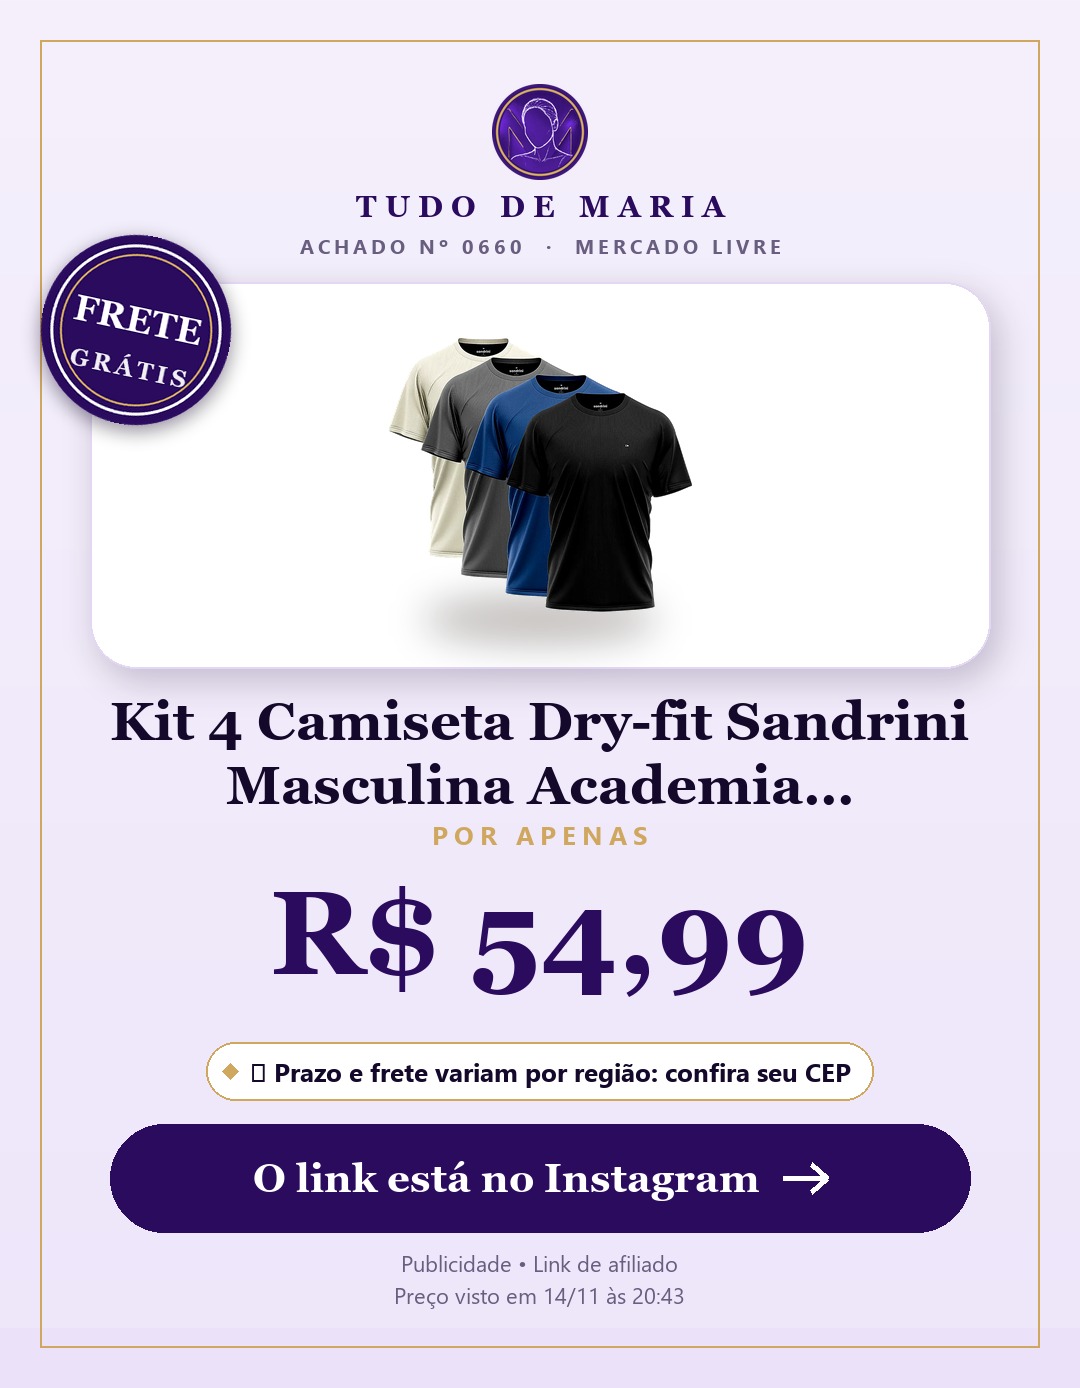 TUDO DE MARIA
ACHADO Nº 0660 · MERCADO LIVRE
FRETE
GRÁTIS
Kit 4 Camiseta Dry-fit Sandrini
Masculina Academia...
POR APENAS
R$ 54,99
Prazo e frete variam por região: confira seu CEP
O link está no Instagram →
Publicidade • Link de afiliado
Preço visto em 14/11 às 20:43